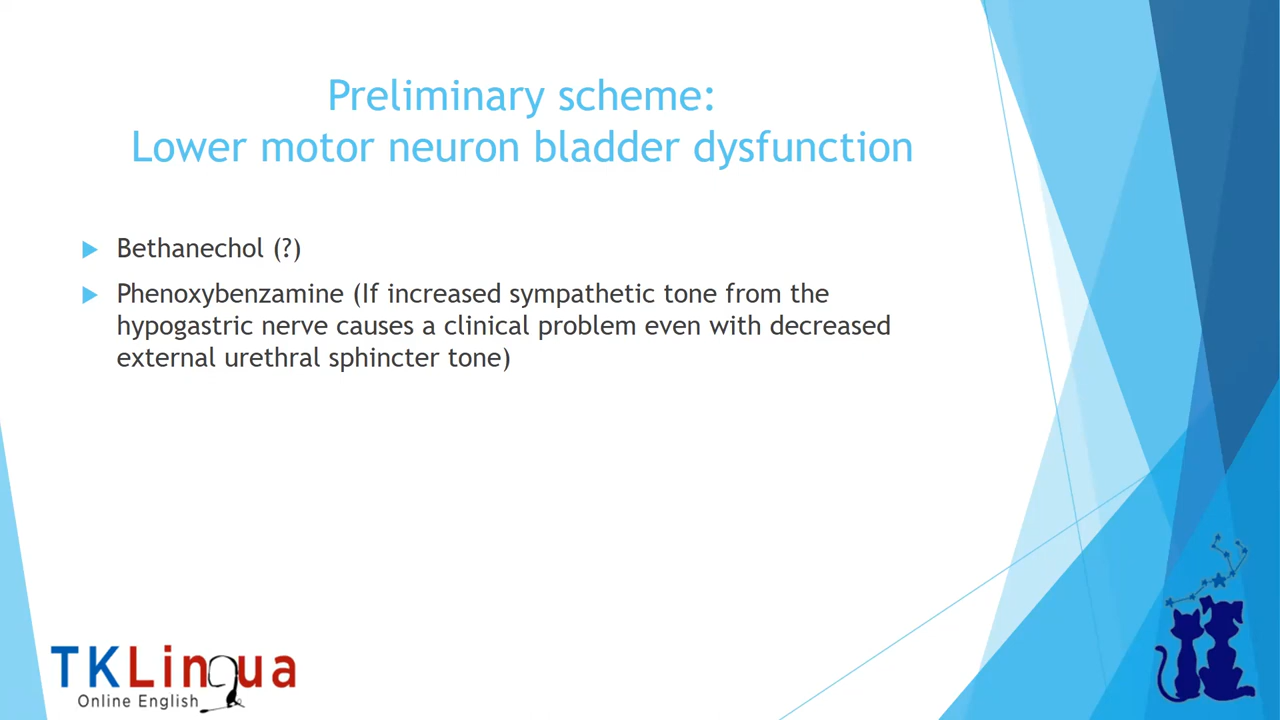 Preliminary scheme:
Lower motor neuron bladder dysfunction
Bethanechol (?)
Phenoxybenzamine (If increased sympathetic tone from the
hypogastric nerve causes a clinical problem even with decreased
external urethral sphincter tone)
TKLingua
Online English